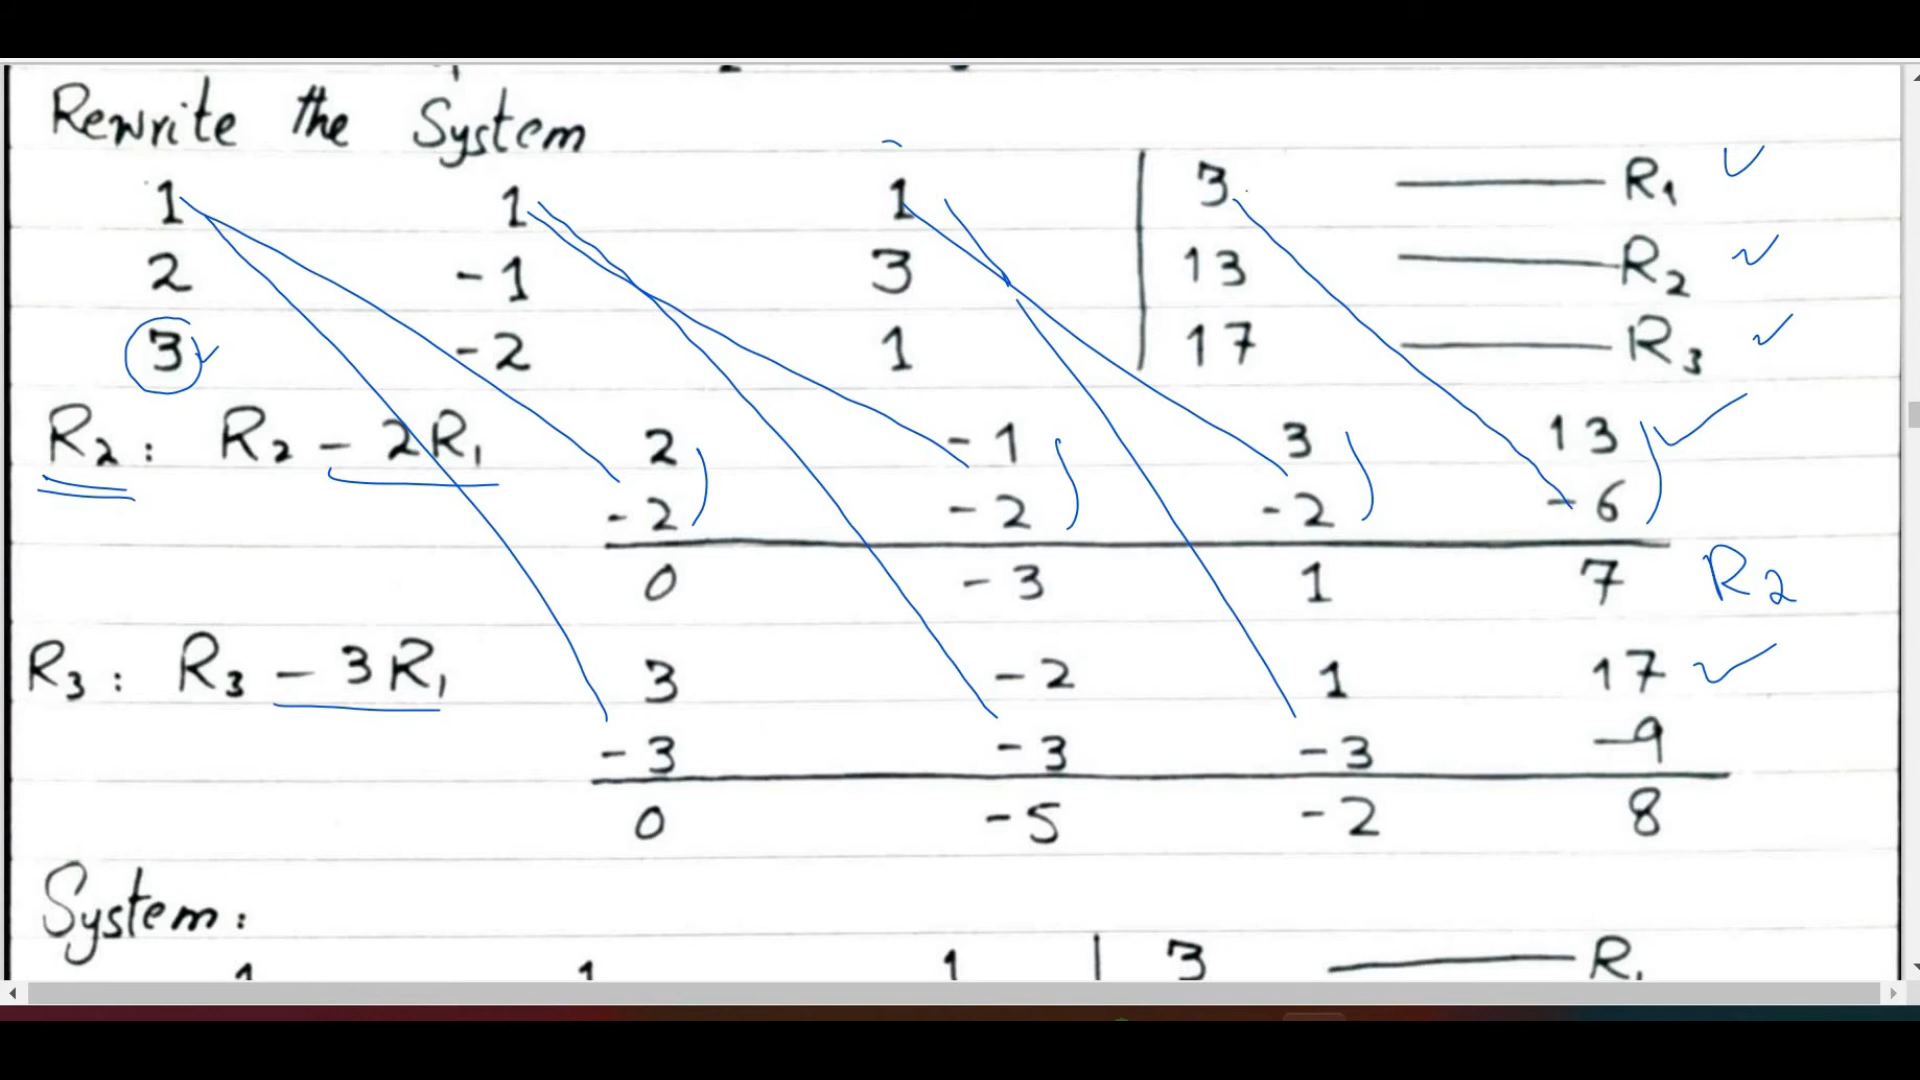 Rewrite the System
1 1 1 | 3 —— R1
2 -1 3 | 13 —— R2
3 -2 1 | 17 —— R3
R2: R2 - 2R1 2 -1 3 13
-2 -2 -2 -6
0 -3 1 7 R2
R3: R3 - 3R1 3 -2 1 17
-3 -3 -3 -9
0 -5 -2 8
System:
1 1 1 | 3 —— R1